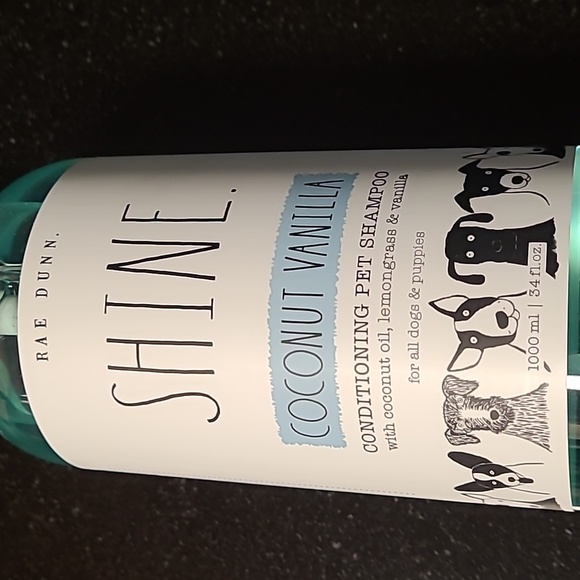 RAE DUNN.
SHINE.
COCONUT VANILLA
CONDITIONING PET SHAMPOO
with coconut oil, lemongrass & vanilla
for all dogs & puppies
1000 ml | 34 fl.oz.